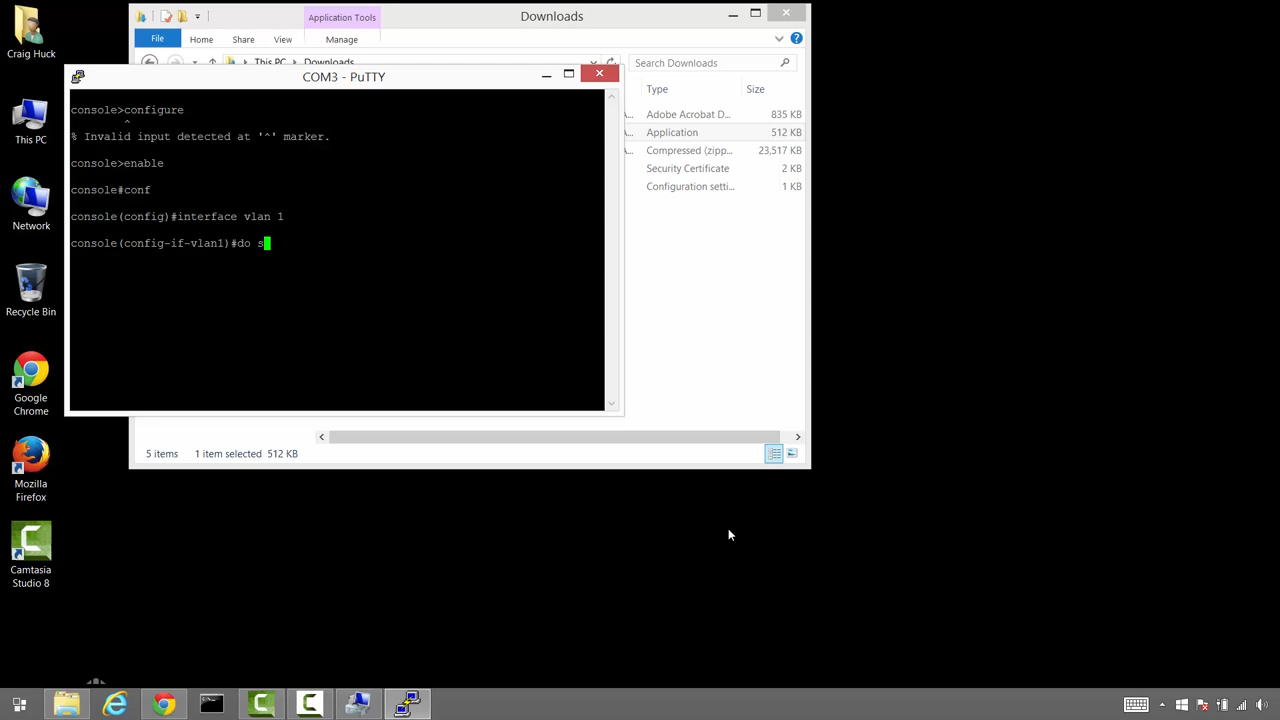 Craig Huck
This PC
Network
Recycle Bin
Google
Chrome
Mozilla
Firefox
Camtasia
Studio 8
Application Tools
Downloads
File
Home
Share
View
Manage
This PC
Downloads
Search Downloads
Type
Size
Adobe Acrobat D...
835 KB
Application
512 KB
Compressed (zipp...
23,517 KB
Security Certificate
2 KB
Configuration setti...
1 KB
5 items
1 item selected 512 KB
COM3 - PuTTY
console>configure
^
% Invalid input detected at '^' marker.
console>enable
console#conf
console(config)#interface vlan 1
console(config-if-vlan1)#do s